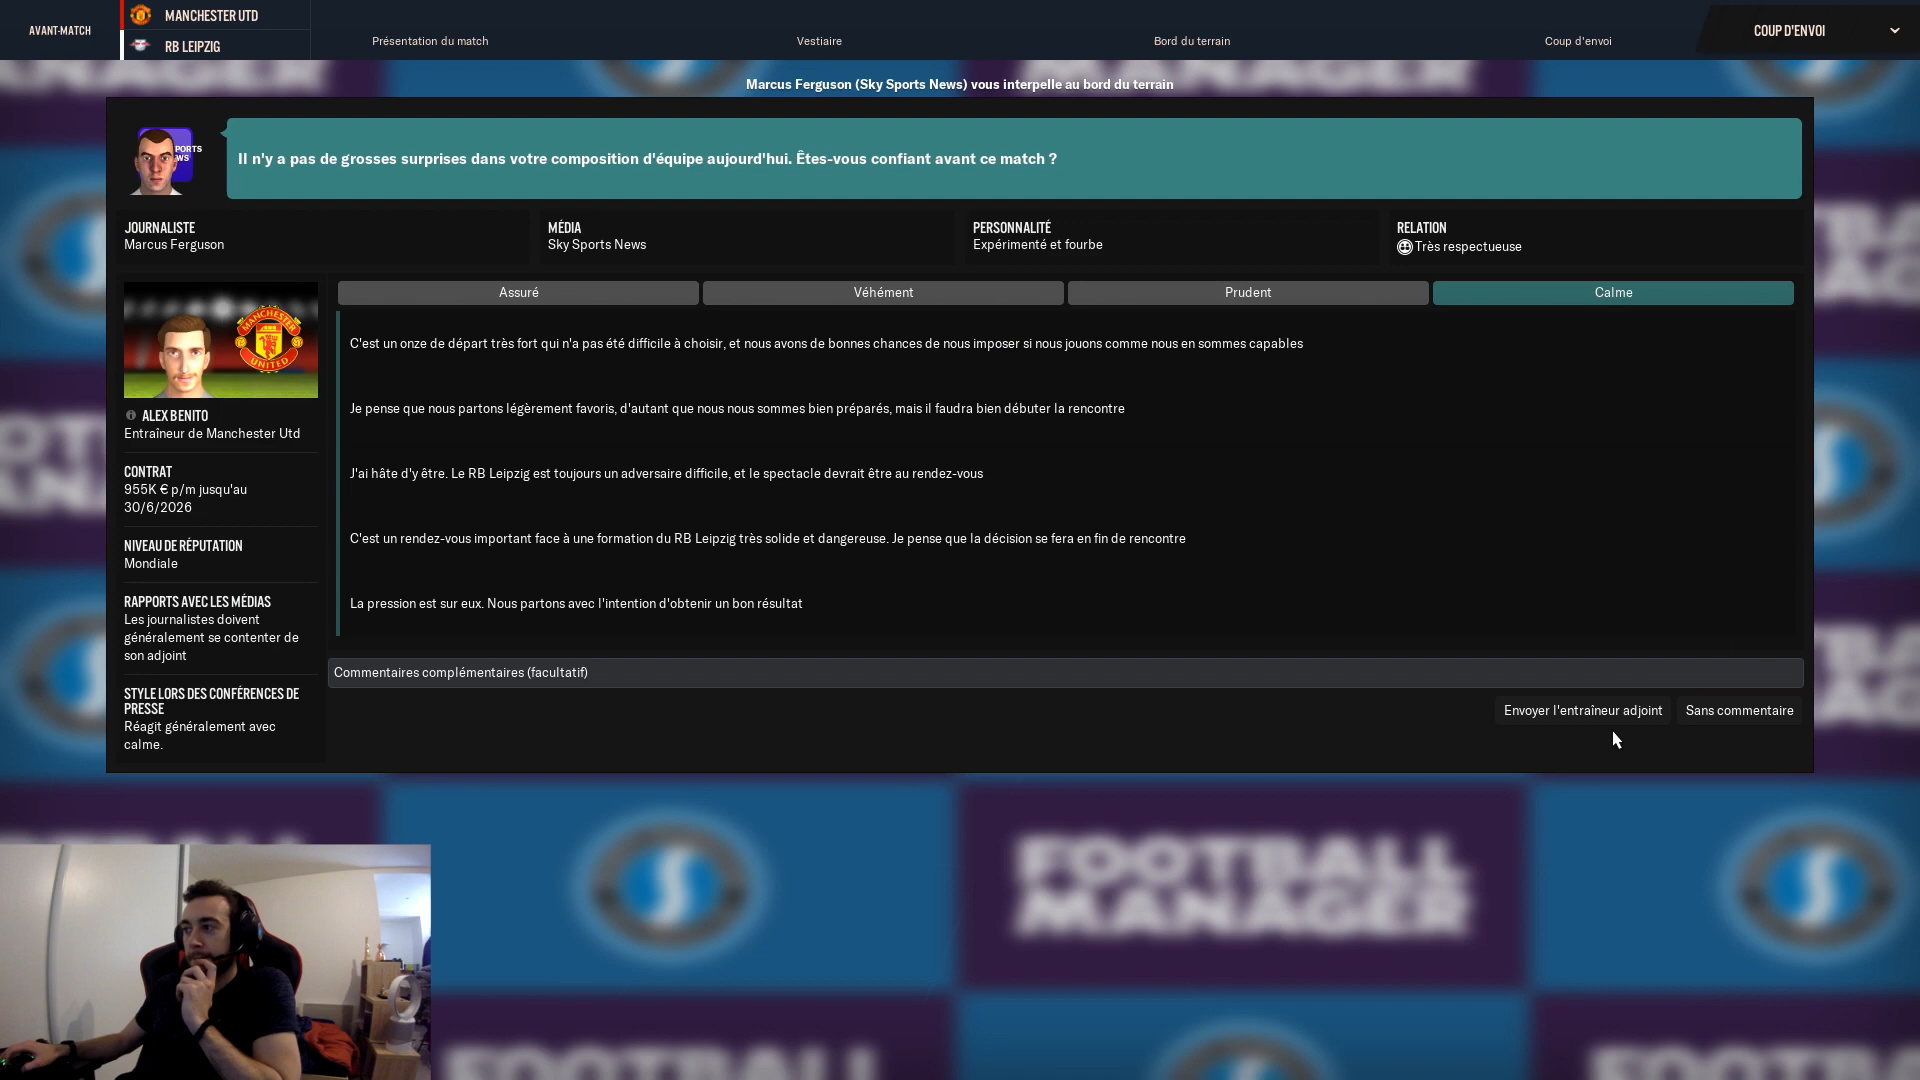 AVANT-MATCH
MANCHESTER UTD
RB LEIPZIG
Présentation du match
Vestiaire
Bord du terrain
Coup d'envoi
COUP D'ENVOI
Marcus Ferguson (Sky Sports News) vous interpelle au bord du terrain
Il n'y a pas de grosses surprises dans votre composition d'équipe aujourd'hui. Êtes-vous confiant avant ce match ?
JOURNALISTE
Marcus Ferguson
MÉDIA
Sky Sports News
PERSONNALITÉ
Expérimenté et fourbe
RELATION
Très respectueuse
Assuré
Véhément
Prudent
Calme
C'est un onze de départ très fort qui n'a pas été difficile à choisir, et nous avons de bonnes chances de nous imposer si nous jouons comme nous en sommes capables
Je pense que nous partons légèrement favoris, d'autant que nous nous sommes bien préparés, mais il faudra bien débuter la rencontre
J'ai hâte d'y être. Le RB Leipzig est toujours un adversaire difficile, et le spectacle devrait être au rendez-vous
C'est un rendez-vous important face à une formation du RB Leipzig très solide et dangereuse. Je pense que la décision se fera en fin de rencontre
La pression est sur eux. Nous partons avec l'intention d'obtenir un bon résultat
MANCHESTER
UNITED
ALEX BENITO
Entraîneur de Manchester Utd
CONTRAT
955K € p/m jusqu'au
30/6/2026
NIVEAU DE RÉPUTATION
Mondiale
RAPPORTS AVEC LES MÉDIAS
Les journalistes doivent
généralement se contenter de
son adjoint
STYLE LORS DES CONFÉRENCES DE
PRESSE
Réagit généralement avec
calme.
Commentaires complémentaires (facultatif)
Envoyer l'entraîneur adjoint
Sans commentaire
FOOTBALL
MANAGER